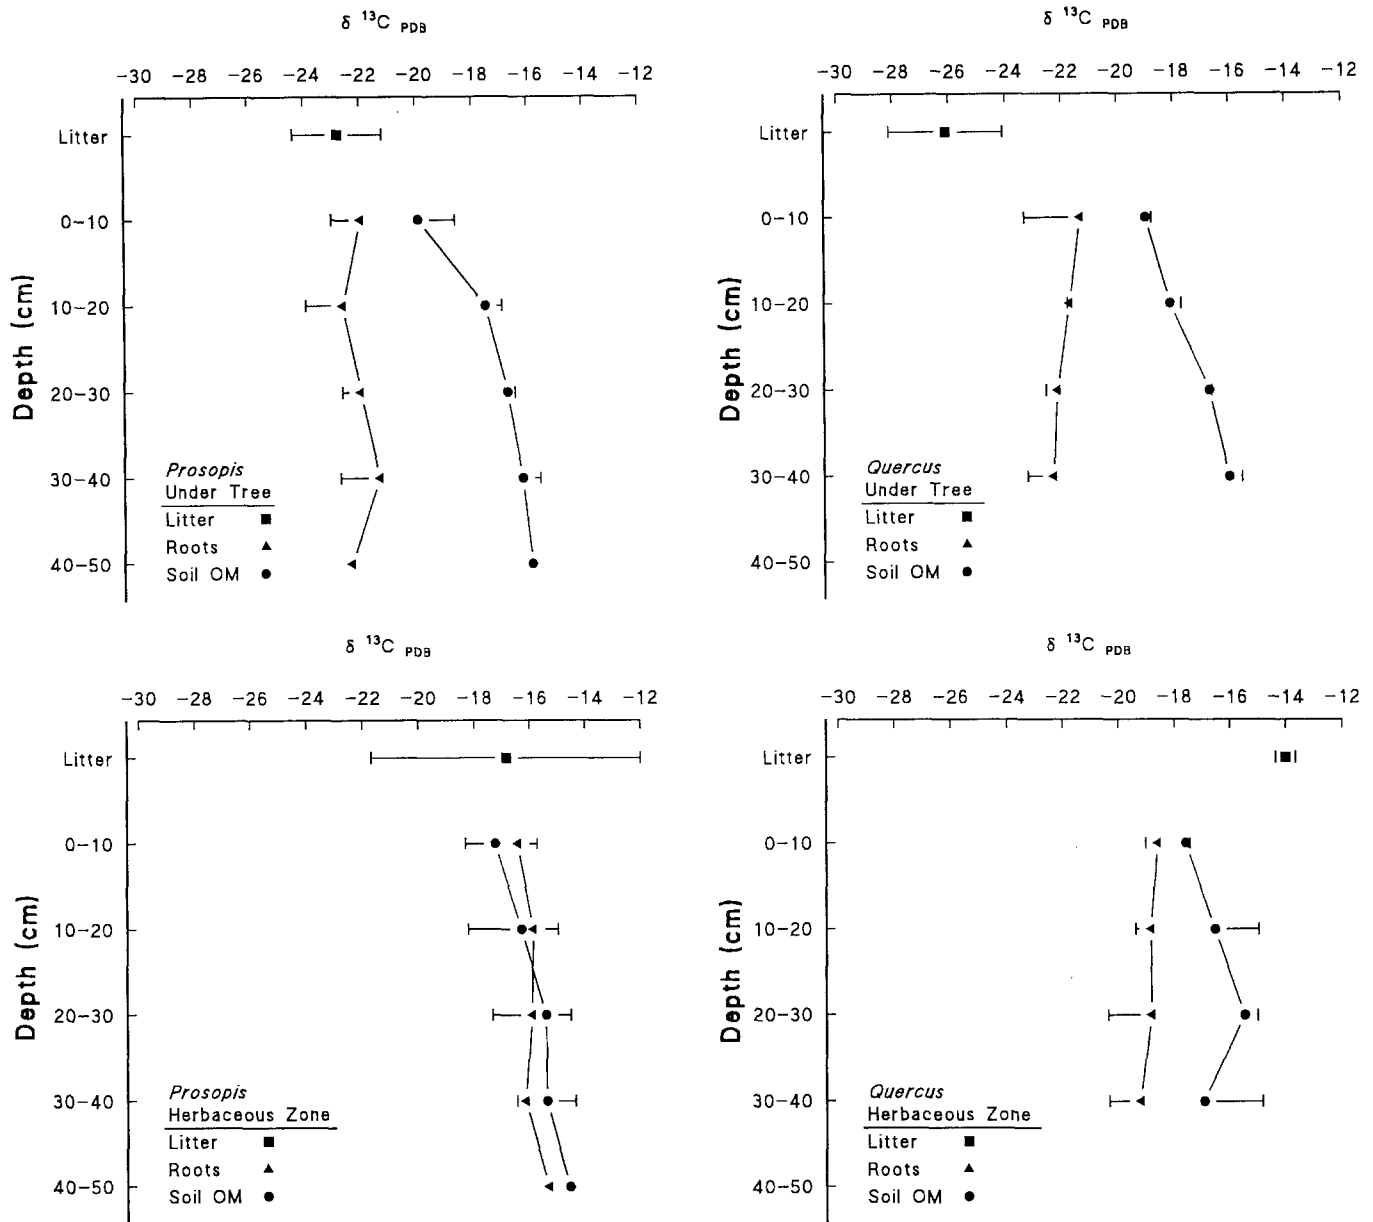 δ ¹³C PDB
-30 -28 -26 -24 -22 -20 -18 -16 -14 -12
Litter
0-10
10-20
20-30
30-40
40-50
Depth (cm)
Prosopis
Under Tree
Litter
Roots
Soil OM
δ ¹³C PDB
-30 -28 -26 -24 -22 -20 -18 -16 -14 -12
Litter
0-10
10-20
20-30
30-40
40-50
Depth (cm)
Quercus
Under Tree
Litter
Roots
Soil OM
δ ¹³C PDB
-30 -28 -26 -24 -22 -20 -18 -16 -14 -12
Litter
0-10
10-20
20-30
30-40
40-50
Depth (cm)
Prosopis
Herbaceous Zone
Litter
Roots
Soil OM
δ ¹³C PDB
-30 -28 -26 -24 -22 -20 -18 -16 -14 -12
Litter
0-10
10-20
20-30
30-40
40-50
Depth (cm)
Quercus
Herbaceous Zone
Litter
Roots
Soil OM